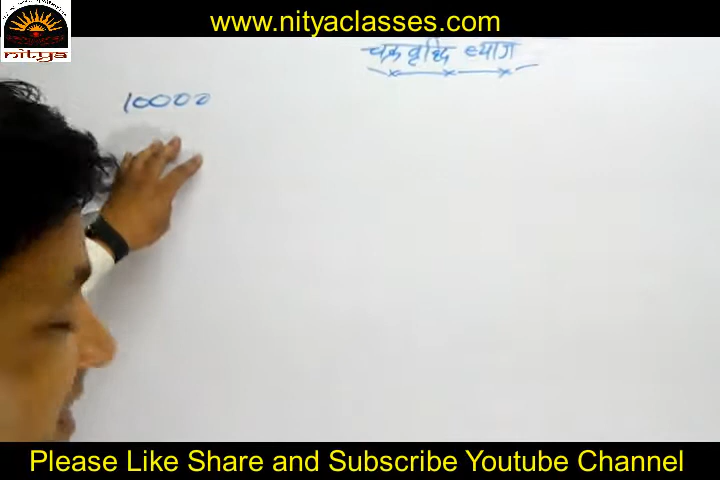 www.nityaclasses.com
nitya
चक्रवृद्धि ब्याज
10000
Please Like Share and Subscribe Youtube Channel